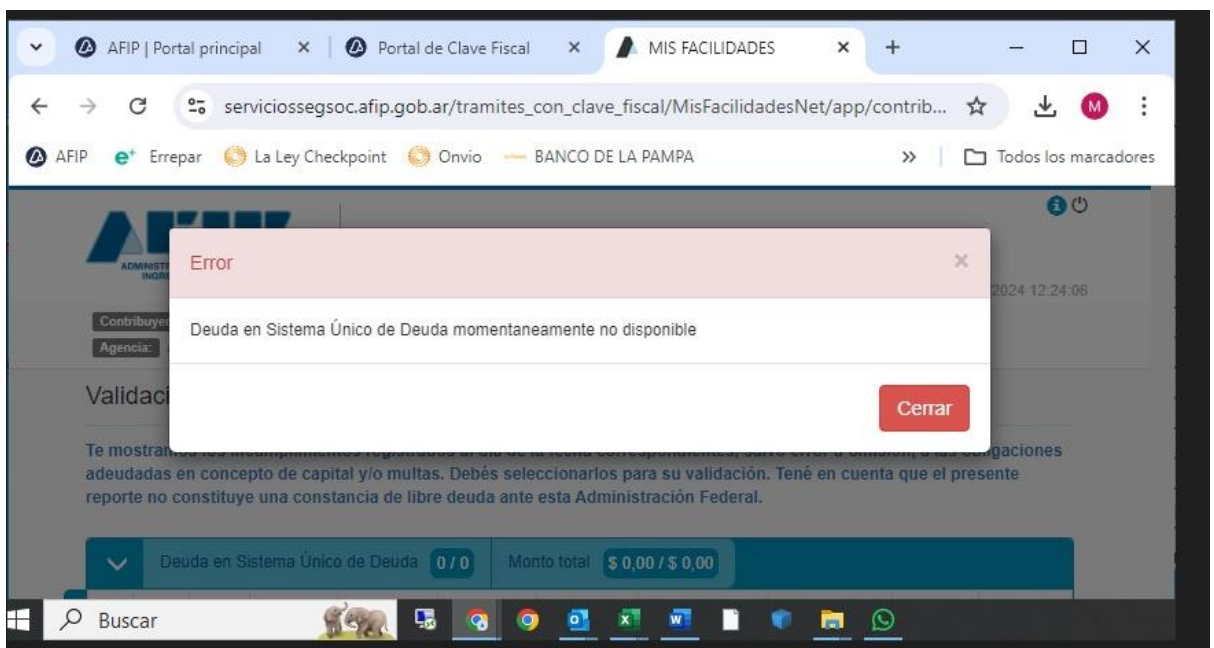 AFIP | Portal principal
Portal de Clave Fiscal
MIS FACILIDADES
serviciossegsoc.afip.gob.ar/tramites_con_clave_fiscal/MisFacilidadesNet/app/contrib...
M
AFIP
Errepar
La Ley Checkpoint
Onvio
BANCO DE LA PAMPA
Todos los marcadores
Error
2024 12:24:06
Deuda en Sistema Único de Deuda momentaneamente no disponible
Agencia:
Cerrar
adeudadas en concepto de capital y/o multas. Debés seleccionarlos para su validación. Tené en cuenta que el presente
reporte no constituye una constancia de libre deuda ante esta Administración Federal.
Deuda en Sistema Único de Deuda 0 / 0 Monto total $ 0,00 / $ 0,00
Buscar